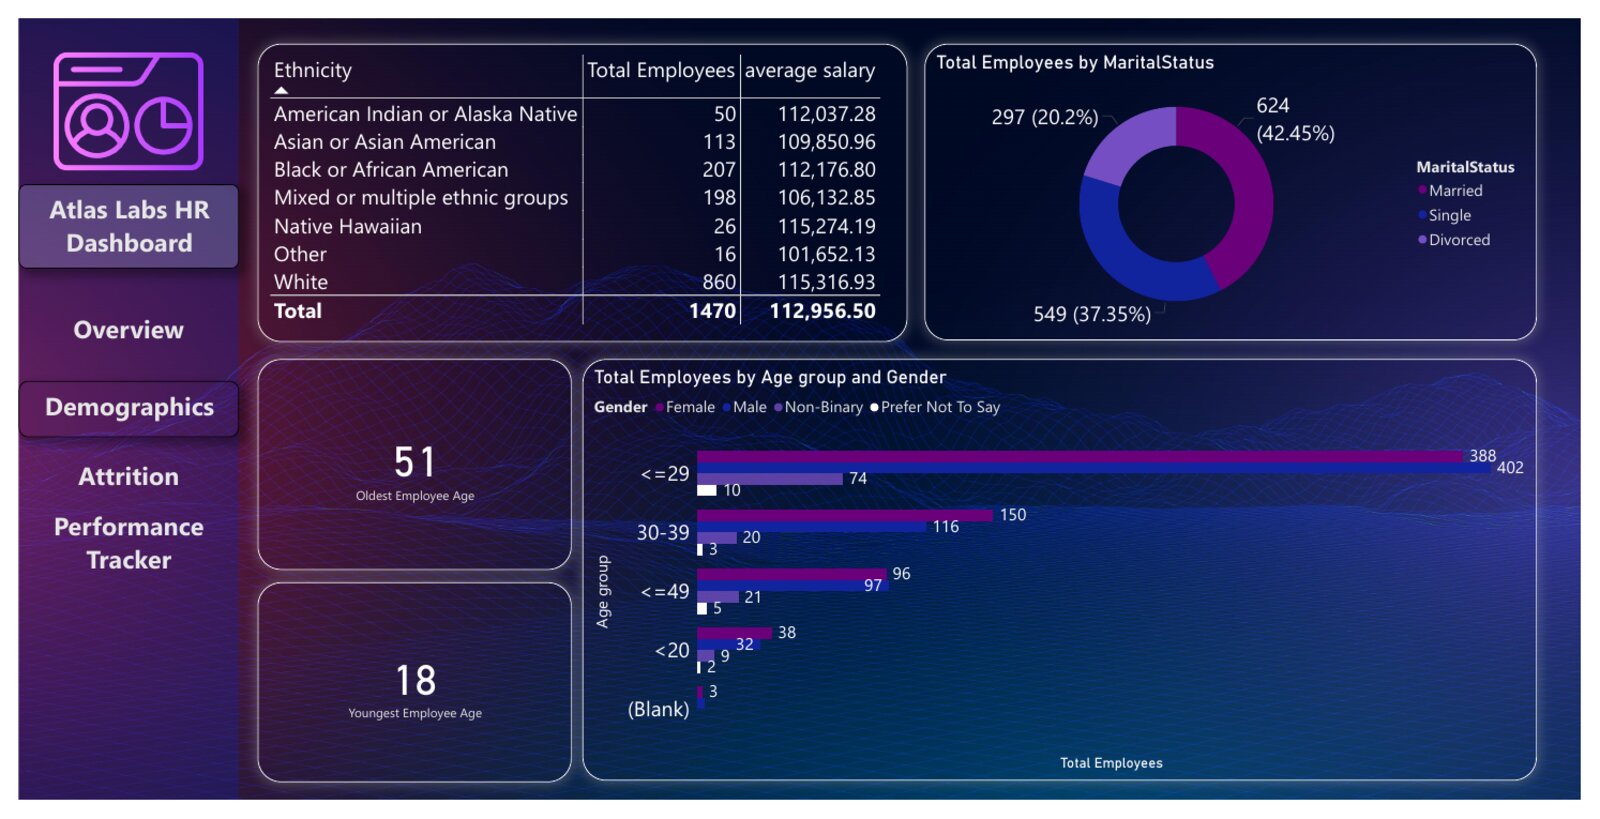 Atlas Labs HR
Dashboard
Overview
Demographics
Attrition
Performance
Tracker
Ethnicity Total Employees average salary
American Indian or Alaska Native 50 112,037.28
Asian or Asian American 113 109,850.96
Black or African American 207 112,176.80
Mixed or multiple ethnic groups 198 106,132.85
Native Hawaiian 26 115,274.19
Other 16 101,652.13
White 860 115,316.93
Total 1470 112,956.50
Total Employees by MaritalStatus
297 (20.2%)
624
(42.45%)
549 (37.35%)
MaritalStatus
Married
Single
Divorced
51
Oldest Employee Age
18
Youngest Employee Age
Total Employees by Age group and Gender
Gender Female Male Non-Binary Prefer Not To Say
Age group
<=29
388
402
74
10
30-39
150
116
20
3
<=49
96
97
21
5
<20
38
32
9
2
(Blank)
3
Total Employees